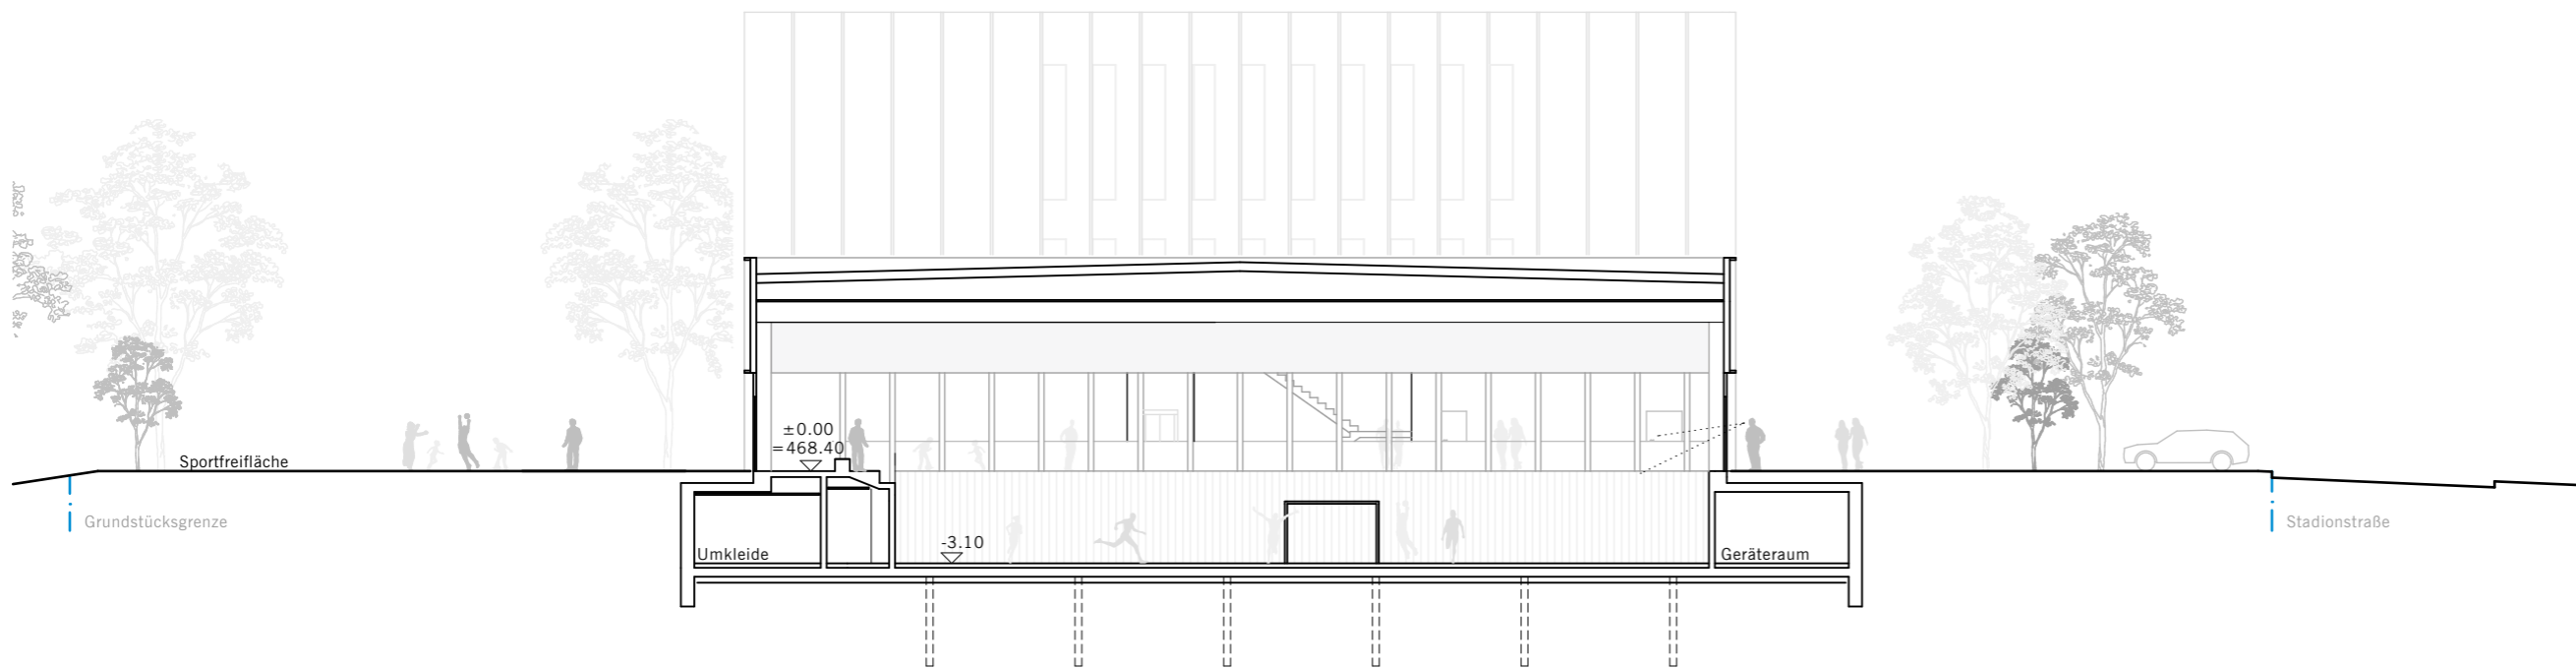 ±0.00
=468.40
Sportfreifläche
Grundstücksgrenze
Stadionstraße
-3.10
Umkleide
Geräteraum